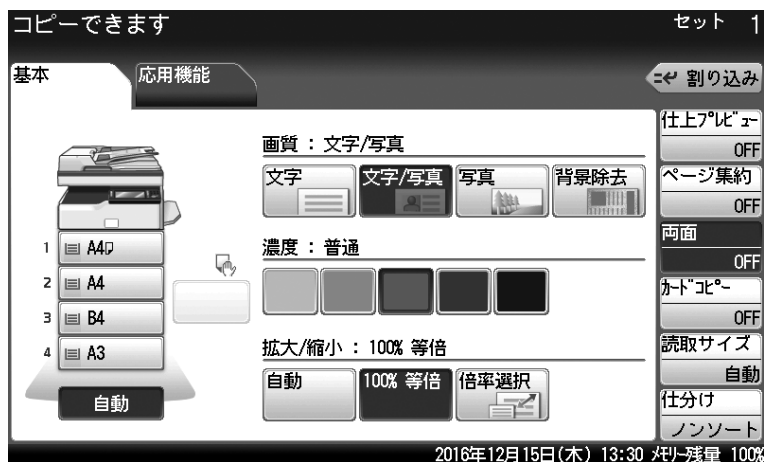 コピーできます
セット 1
基本
応用機能
割り込み
画質 : 文字/写真
文字
文字/写真
写真
背景除去
濃度 : 普通
拡大/縮小 : 100% 等倍
自動
100% 等倍
倍率選択
1 A4
2 A4
3 B4
4 A3
自動
仕上プレビュー
OFF
ページ集約
OFF
両面
OFF
カードコピー
OFF
読取サイズ
自動
仕分け
ノンソート
2016年12月15日(木) 13:30 メモリー残量 100%